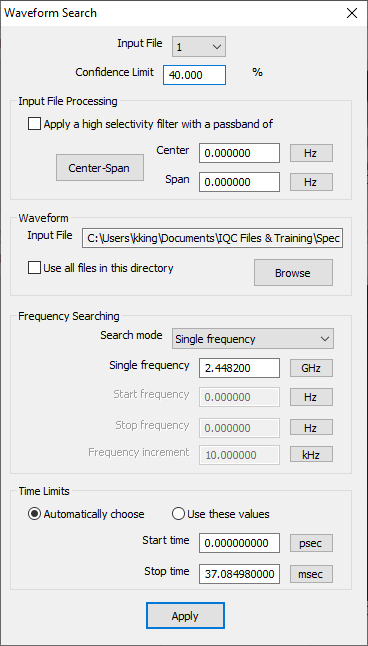 Waveform Search
Input File 1
Confidence Limit 40.000 %
Input File Processing
Apply a high selectivity filter with a passband of
Center 0.000000 Hz
Center-Span
Span 0.000000 Hz
Waveform
Input File C:\Users\kking\Documents\IQC Files & Training\Spec
Use all files in this directory
Browse
Frequency Searching
Search mode Single frequency
Single frequency 2.448200 GHz
Start frequency 0.000000 Hz
Stop frequency 0.000000 Hz
Frequency increment 10.000000 kHz
Time Limits
Automatically choose Use these values
Start time 0.000000000 psec
Stop time 37.084980000 msec
Apply